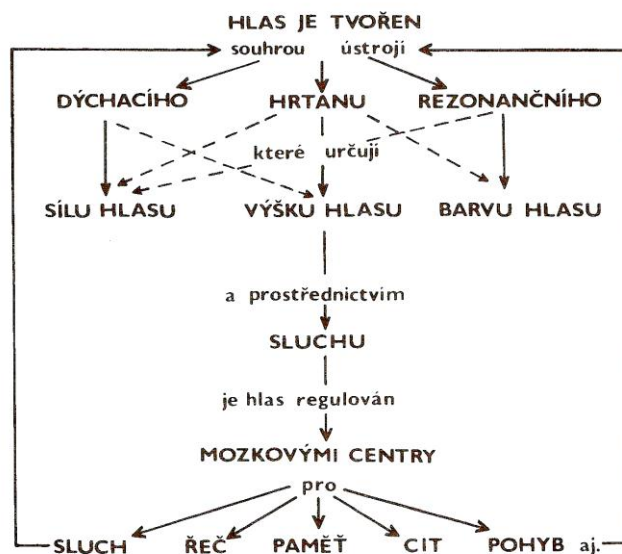 HLAS JE TVOŘEN
souhrou ústrojí
DÝCHACÍHO HRTANU REZONANČNÍHO
které určují
SÍLU HLASU VÝŠKU HLASU BARVU HLASU
a prostřednictvím
SLUCHU
je hlas regulován
MOZKOVÝMI CENTRY
pro
SLUCH ŘEČ PAMĚŤ CIT POHYB aj.